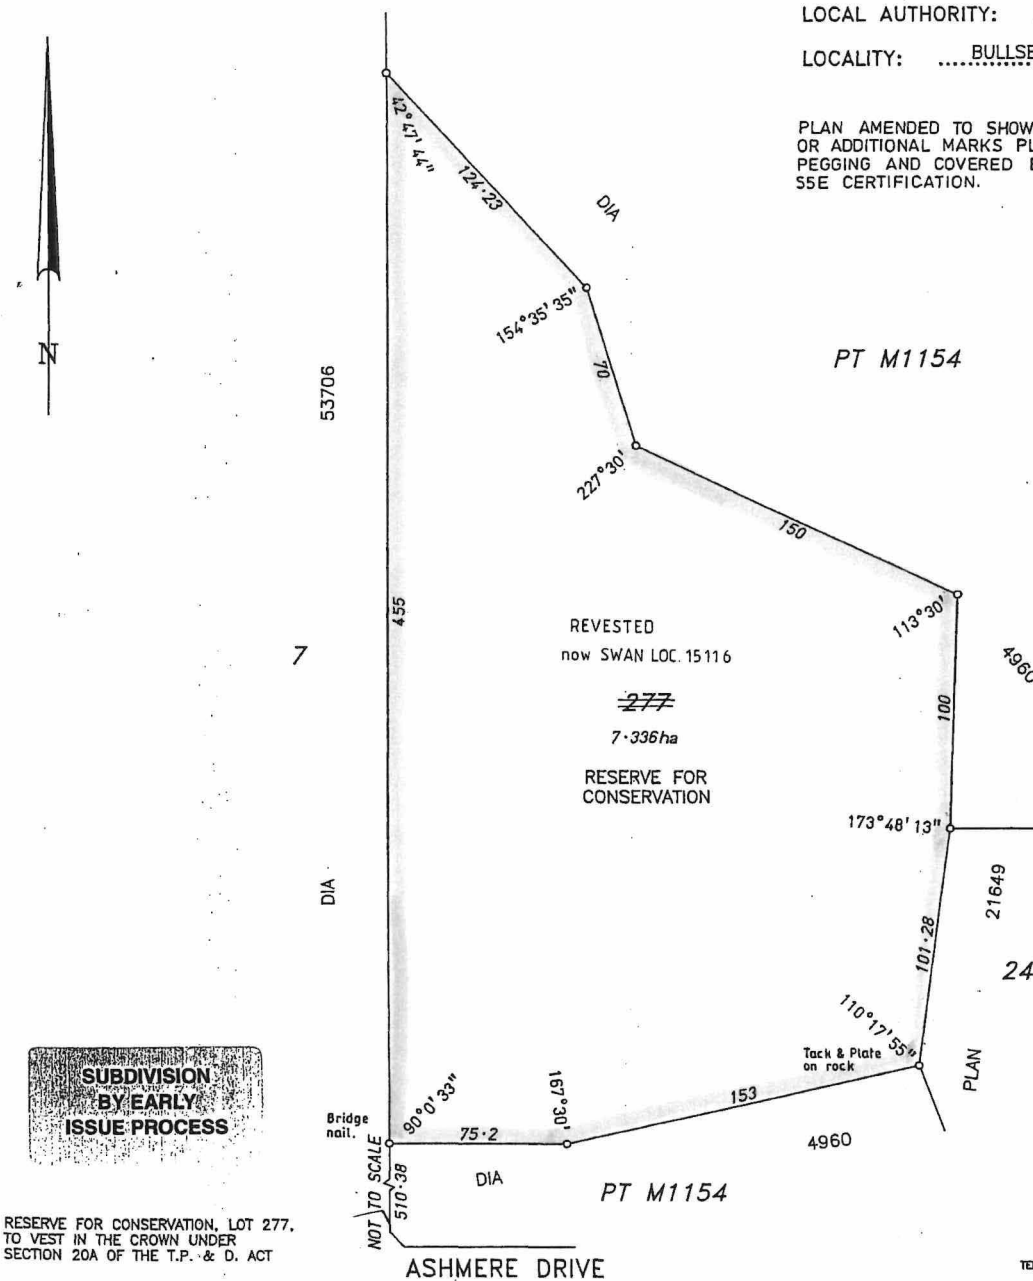 LOCAL AUTHORITY:
LOCALITY: ........BULLSB
PLAN AMENDED TO SHOW
OR ADDITIONAL MARKS PL
PEGGING AND COVERED
S5E CERTIFICATION.
N
42°47'44"
124·23
DIA
154°35'35"
70
PT M1154
53706
227°30'
150
113°30'
455
REVESTED
now SWAN LOC. 15116
7
4960
277
100
7·336ha
RESERVE FOR
CONSERVATION
173°48'13"
DIA
21649
101·28
24
110°17'55"
Tack & Plate
on rock
PLAN
SUBDIVISION
BY EARLY
ISSUE PROCESS
90°0'33"
167°30'
153
Bridge
nail.
75·2
4960
DIA
NOT TO SCALE
510·38
PT M1154
RESERVE FOR CONSERVATION, LOT 277,
TO VEST IN THE CROWN UNDER
SECTION 20A OF THE T.P. & D. ACT
ASHMERE DRIVE